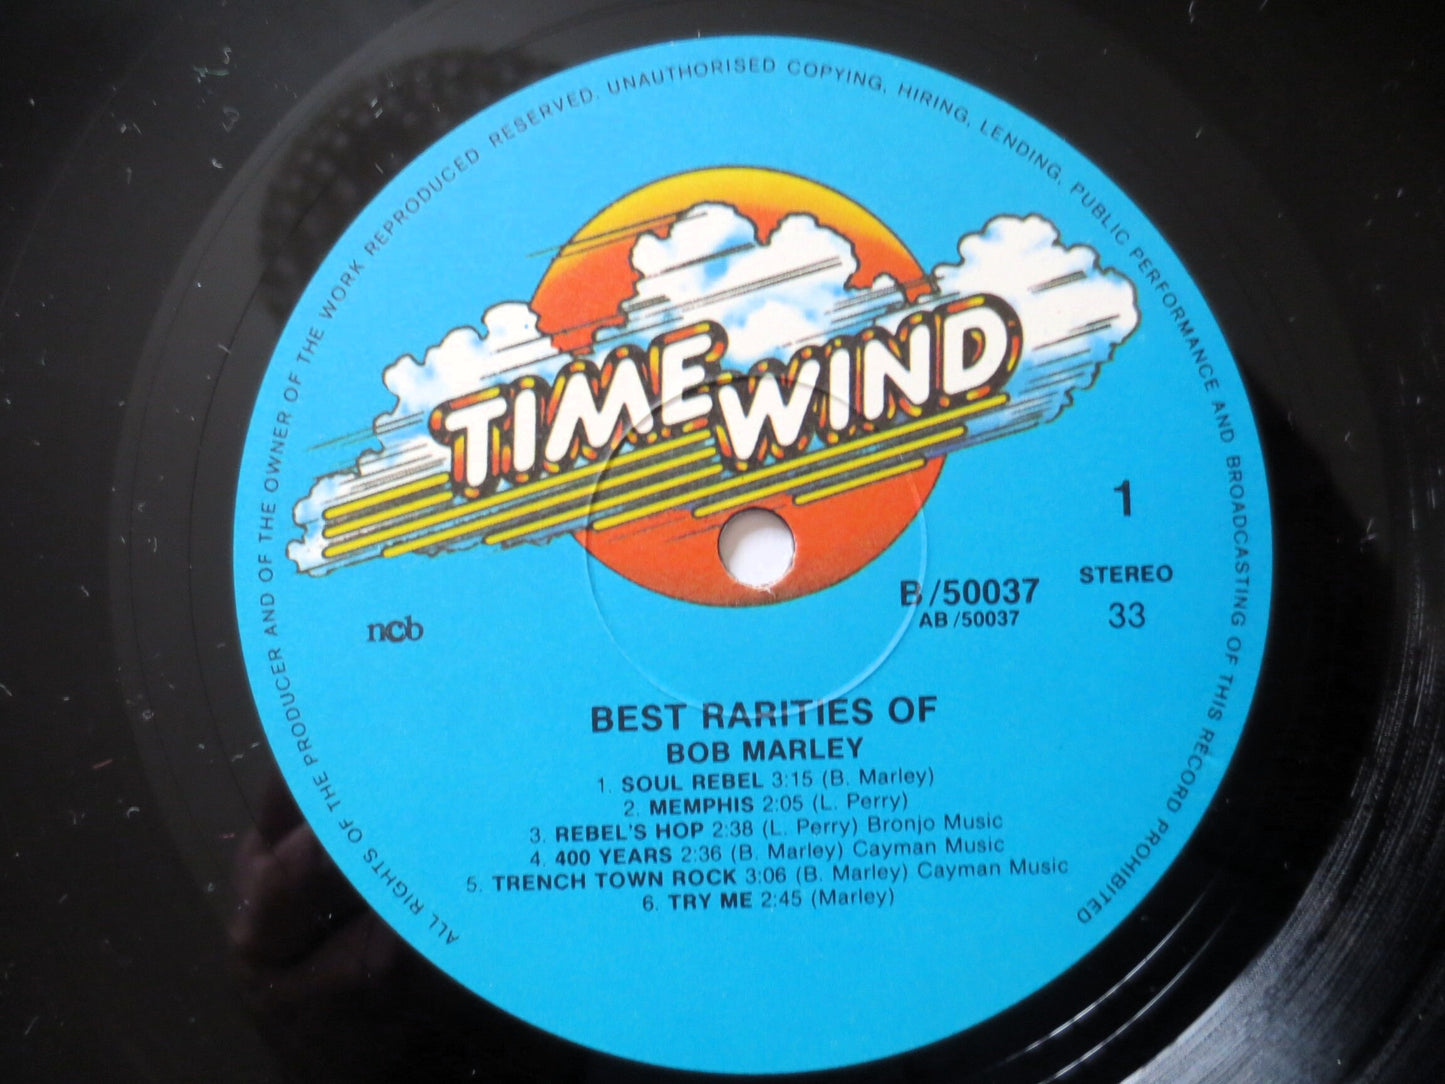 ALL RIGHTS OF THE PRODUCER AND OF THE OWNER OF THE WORK REPRODUCED RESERVED. UNAUTHORISED COPYING, HIRING, LENDING, PUBLIC PERFORMANCE AND BROADCASTING OF THIS RECORD PROHIBITED
TIMEWIND
1
STEREO
33
B/50037
AB/50037
ncb
BEST RARITIES OF
BOB MARLEY
1. SOUL REBEL 3:15 (B. Marley)
2. MEMPHIS 2:05 (L. Perry)
3. REBEL'S HOP 2:38 (L. Perry) Bronjo Music
4. 400 YEARS 2:36 (B. Marley) Cayman Music
5. TRENCH TOWN ROCK 3:06 (B. Marley) Cayman Music
6. TRY ME 2:45 (Marley)